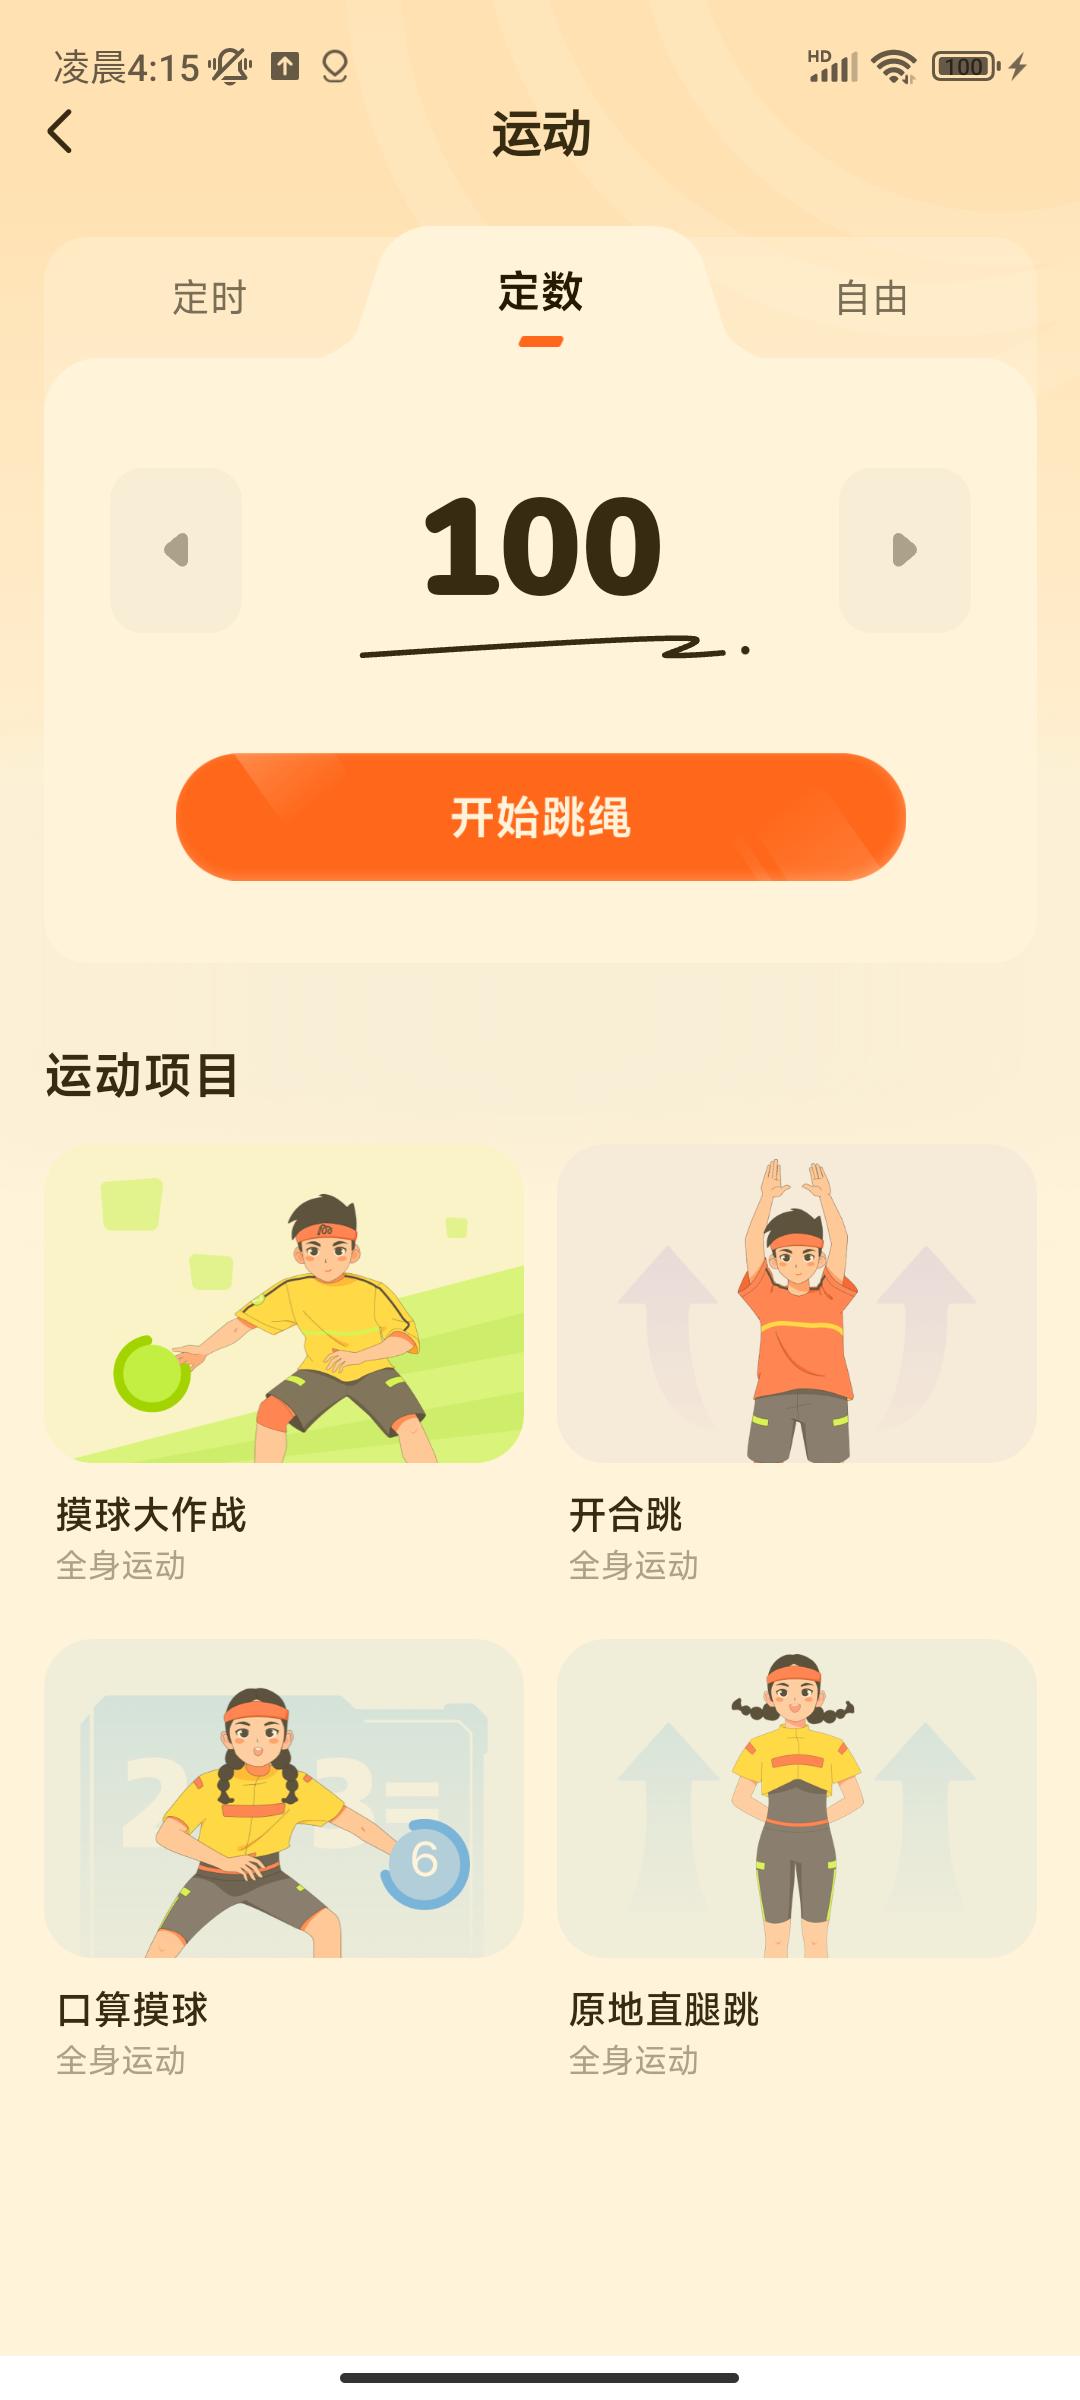 凌晨4:15
HD
100
运动
定时
定数
自由
100
开始跳绳
运动项目
摸球大作战
全身运动
开合跳
全身运动
2 3=
6
口算摸球
全身运动
原地直腿跳
全身运动